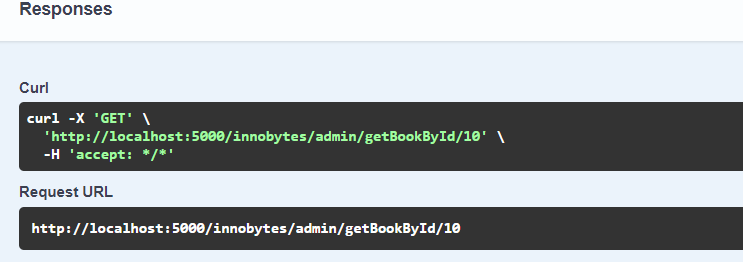 Responses
Curl
curl -X 'GET' \
'http://localhost:5000/innobytes/admin/getBookById/10' \
-H 'accept: */*'
Request URL
http://localhost:5000/innobytes/admin/getBookById/10